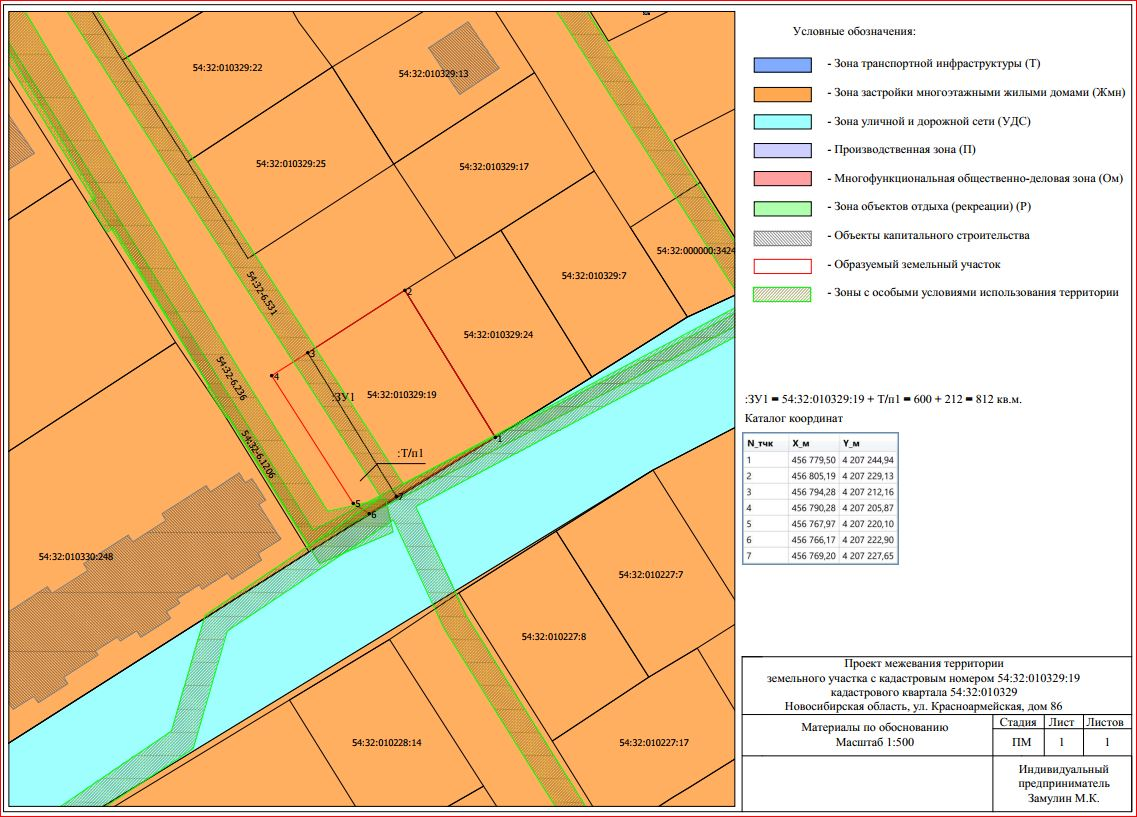 54:32:010329:22
54:32:010329:13
54:32:010329:25
54:32:010329:17
54:32:000000:3424
54:32:010329:7
54:32-6.531
54:32:010329:24
2
3
4
54:32-6.236
:ЗУ1
54:32:010329:19
1
54:32-6.1206
:Т/п1
7
5
6
54:32:010330:248
54:32:010227:7
54:32:010227:8
54:32:010228:14
54:32:010227:17
Условные обозначения:
- Зона транспортной инфраструктуры (Т)
- Зона застройки многоэтажными жилыми домами (Жмн)
- Зона уличной и дорожной сети (УДС)
- Производственная зона (П)
- Многофункциональная общественно-деловая зона (Ом)
- Зона объектов отдыха (рекреации) (Р)
- Объекты капитального строительства
- Образуемый земельный участок
- Зоны с особыми условиями использования территории
:ЗУ1 = 54:32:010329:19 + Т/п1 = 600 + 212 = 812 кв.м.
Каталог координат
N_тчк X_м Y_м
1 456 779,50 4 207 244,94
2 456 805,19 4 207 229,13
3 456 794,28 4 207 212,16
4 456 790,28 4 207 205,87
5 456 767,97 4 207 220,10
6 456 766,17 4 207 222,90
7 456 769,20 4 207 227,65
Проект межевания территории
земельного участка с кадастровым номером 54:32:010329:19
кадастрового квартала 54:32:010329
Новосибирская область, ул. Красноармейская, дом 86
Материалы по обоснованию
Масштаб 1:500
Стадия Лист Листов
ПМ 1 1
Индивидуальный
предприниматель
Замулин М.К.